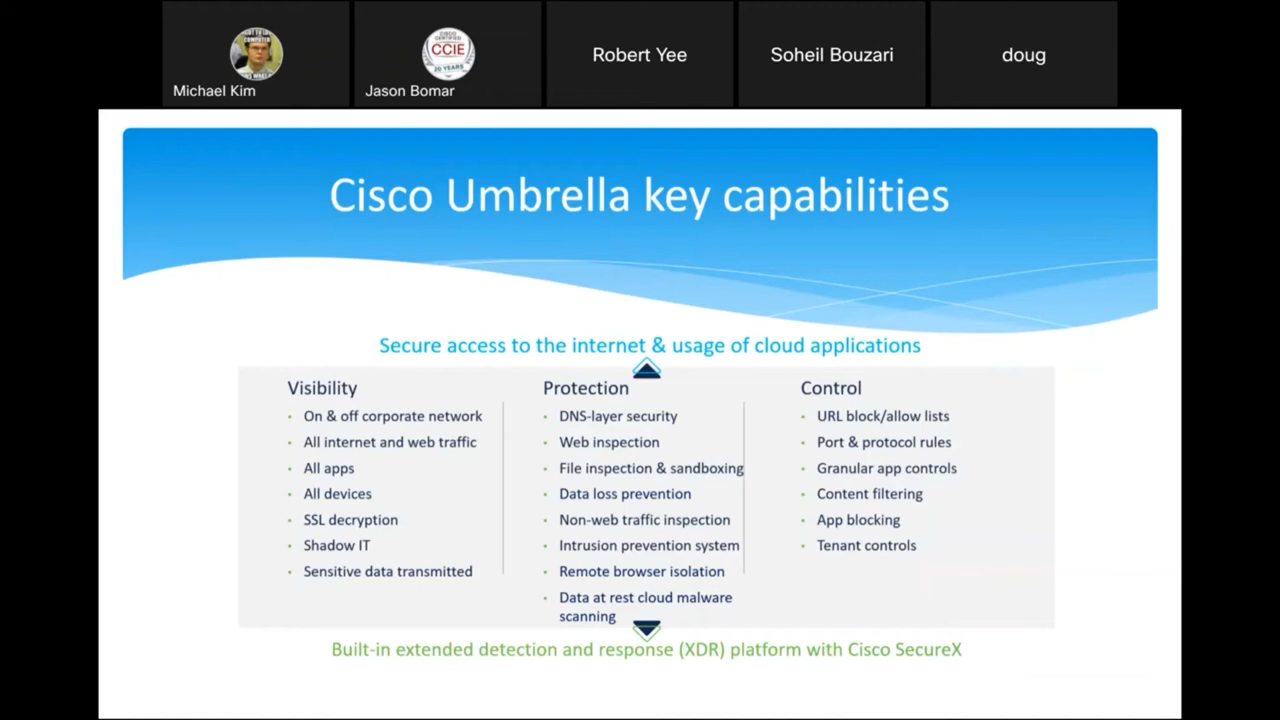 Michael Kim
CISCO
CERTIFIED
CCIE
20 YEARS
Jason Bomar
Robert Yee
Soheil Bouzari
doug
Cisco Umbrella key capabilities
Secure access to the internet & usage of cloud applications
Visibility
On & off corporate network
All internet and web traffic
All apps
All devices
SSL decryption
Shadow IT
Sensitive data transmitted
Protection
DNS-layer security
Web inspection
File inspection & sandboxing
Data loss prevention
Non-web traffic inspection
Intrusion prevention system
Remote browser isolation
Data at rest cloud malware
scanning
Control
URL block/allow lists
Port & protocol rules
Granular app controls
Content filtering
App blocking
Tenant controls
Built-in extended detection and response (XDR) platform with Cisco SecureX